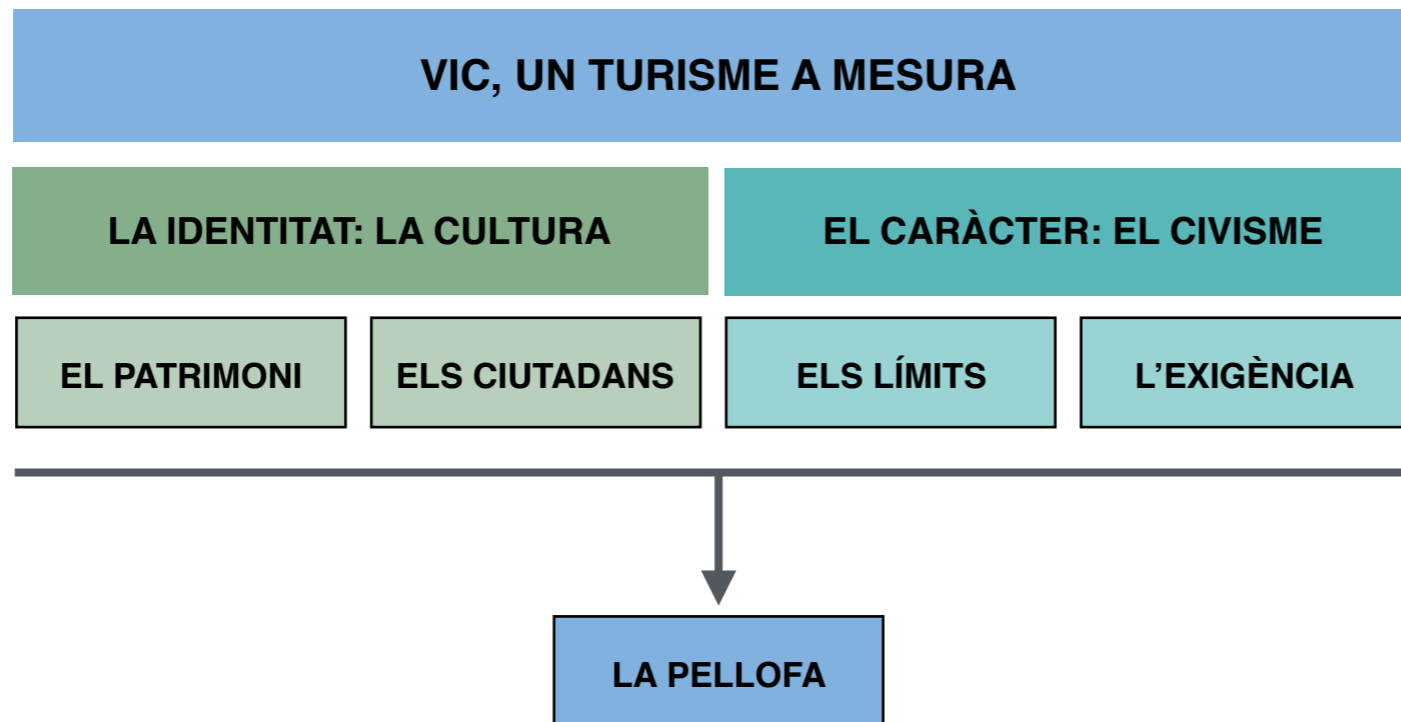 VIC, UN TURISME A MESURA
LA IDENTITAT: LA CULTURA
EL CARÀCTER: EL CIVISME
EL PATRIMONI
ELS CIUTADANS
ELS LÍMITS
L’EXIGÈNCIA
LA PELLOFA